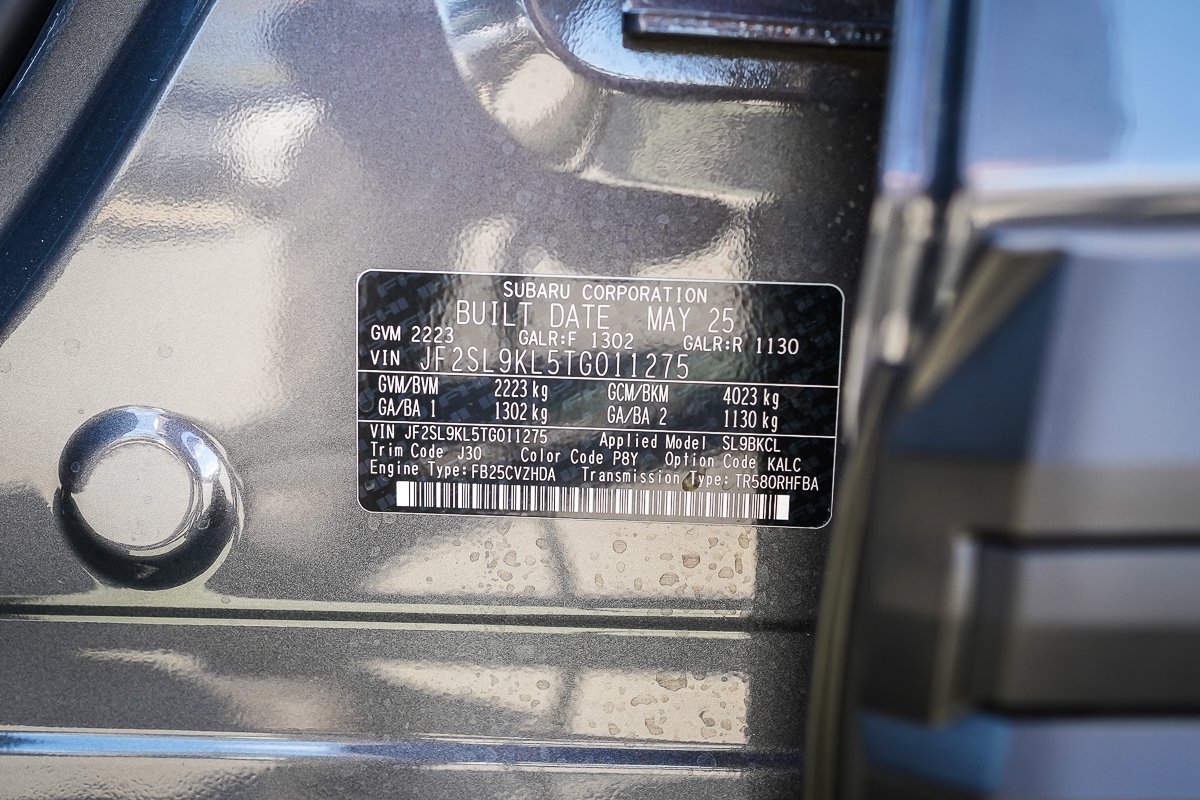 SUBARU CORPORATION
BUILT DATE MAY 25
GVM 2223 GALR:F 1302 GALR:R 1130
VIN JF2SL9KL5TG011275
GVM/BVM 2223 kg GCM/BKM 4023 kg
GA/BA 1 1302 kg GA/BA 2 1130 kg
VIN JF2SL9KL5TG011275 Applied Model SL9BKCL
Trim Code J30 Color Code P8Y Option Code KALC
Engine Type: FB25CVZHDA Transmission Type: TR580RHFBA